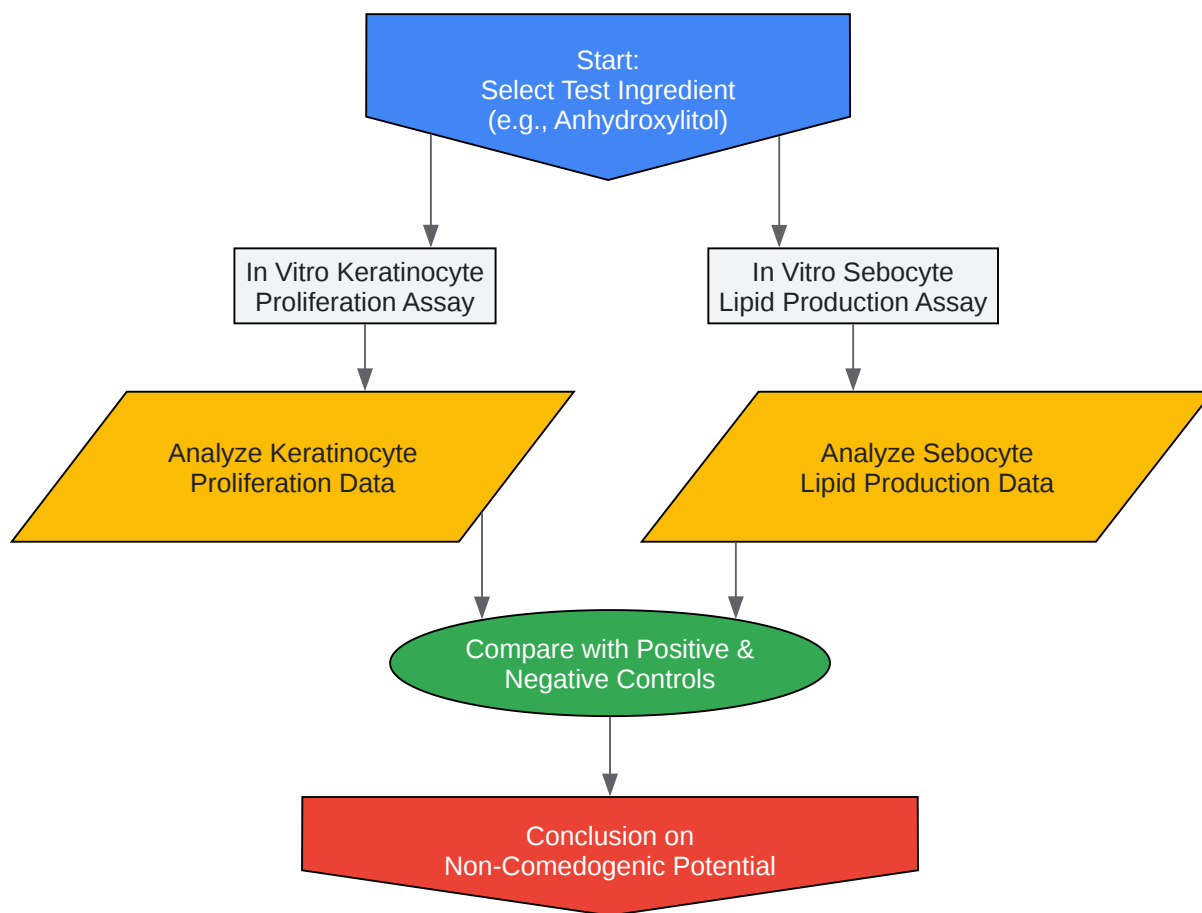 Start:
Select Test Ingredient
(e.g., Anhydroxylitol)
In Vitro Keratinocyte
Proliferation Assay
In Vitro Sebocyte
Lipid Production Assay
Analyze Keratinocyte
Proliferation Data
Analyze Sebocyte
Lipid Production Data
Compare with Positive &
Negative Controls
Conclusion on
Non-Comedogenic Potential